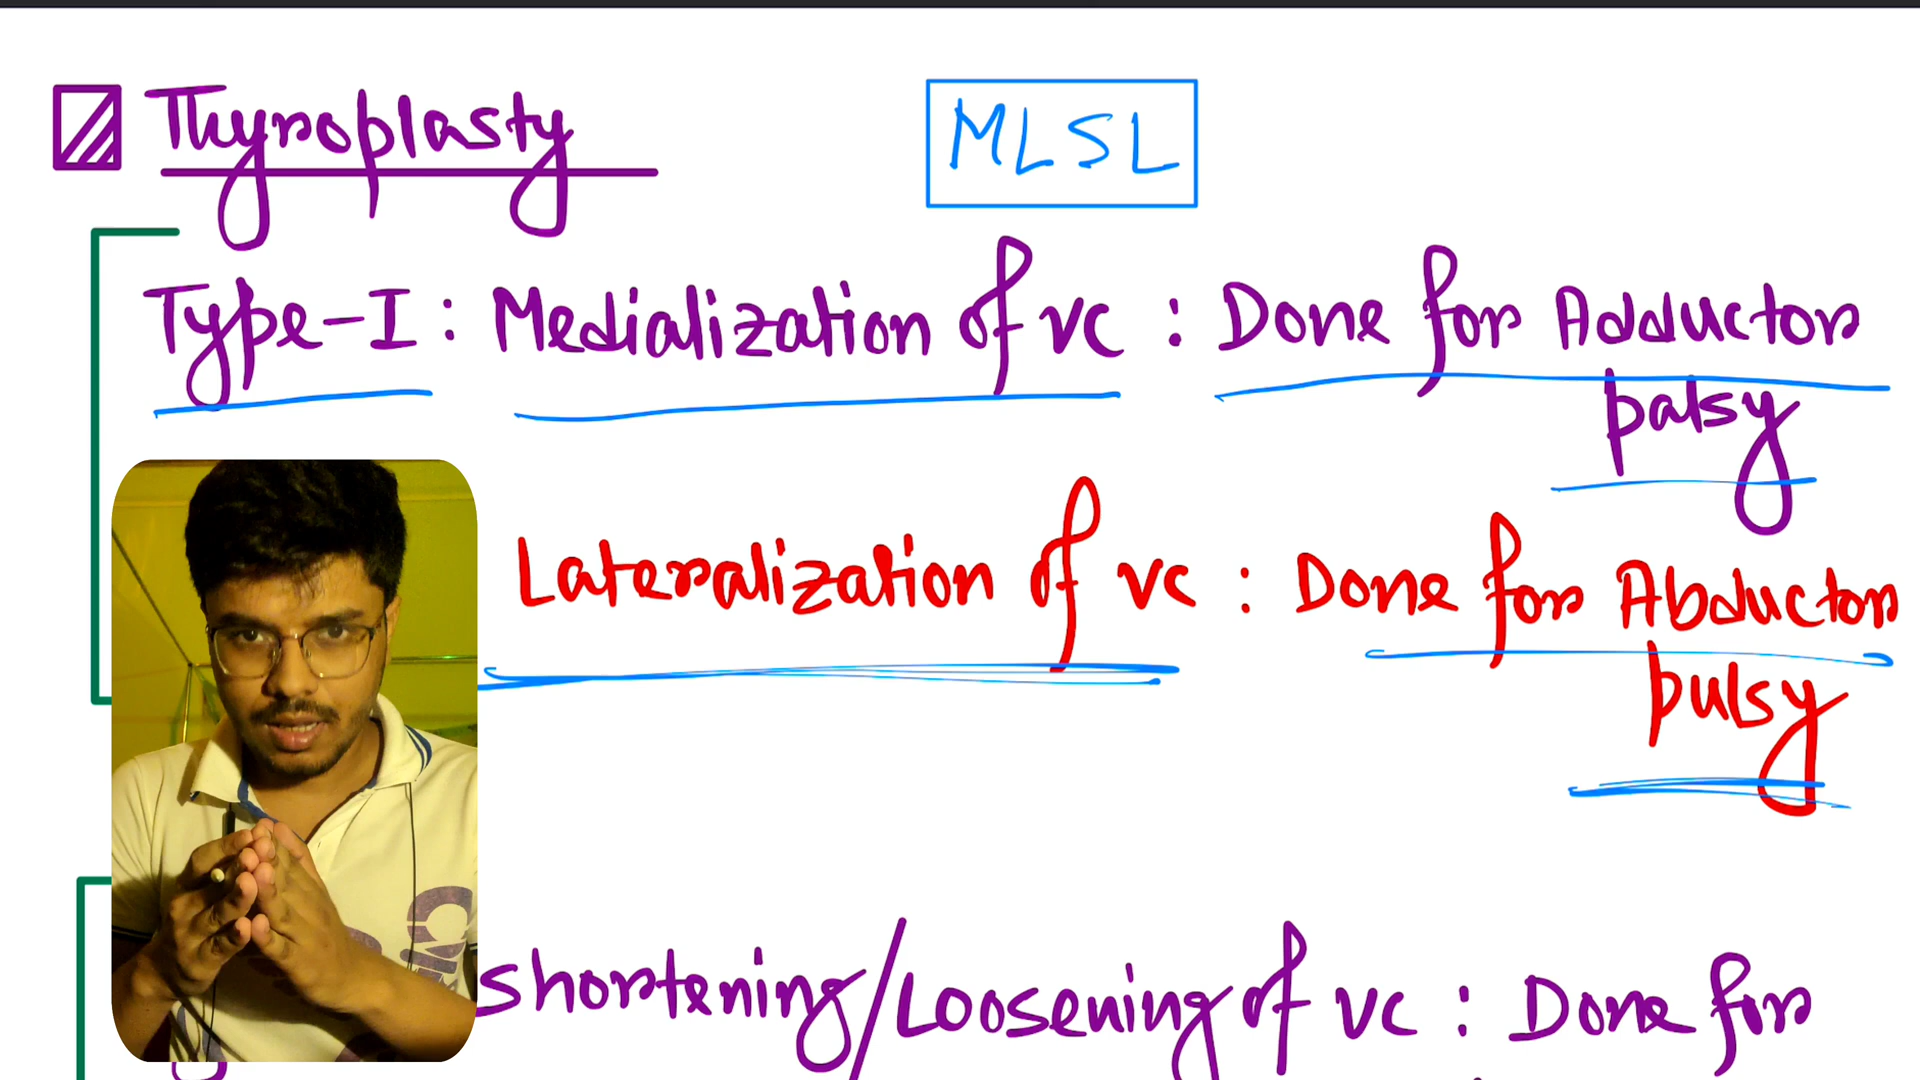 Thyroplasty
MLSL
Type-I : Medialization of vc : Done for Adductor
palsy
Lateralization of vc : Done for Abductor
pulsy
shortening/Loosening of vc : Done for